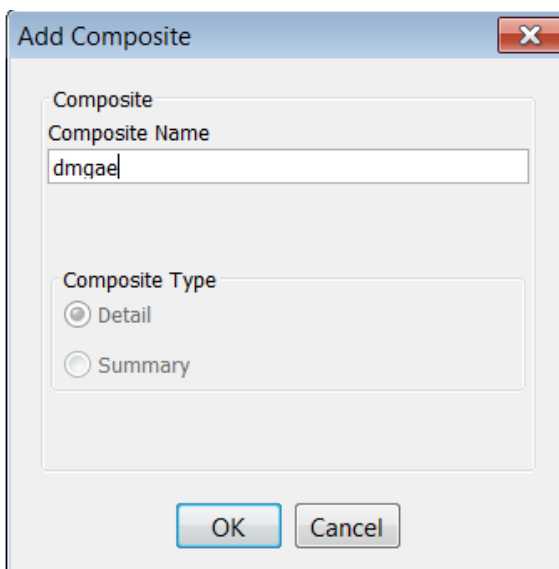 Add Composite
Composite
Composite Name
dmgae
Composite Type
Detail
Summary
OK Cancel